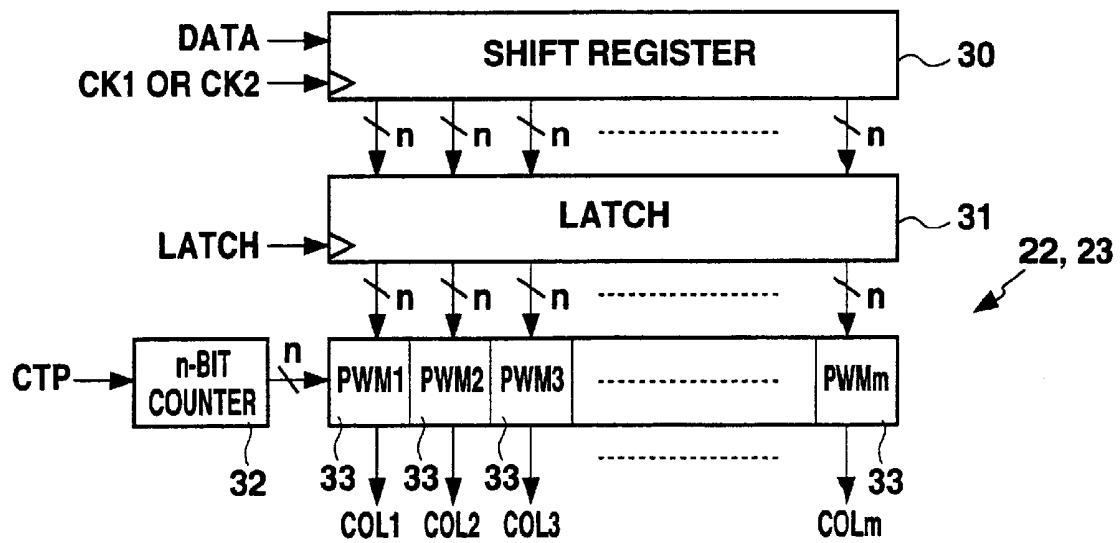 DATA
SHIFT REGISTER
30
CK1 OR CK2
n n n n
LATCH
31
LATCH
22, 23
n n n n
CTP
n-BIT
COUNTER
n
PWM1 PWM2 PWM3 PWMm
32
33 33 33 33
COL1 COL2 COL3 COLm